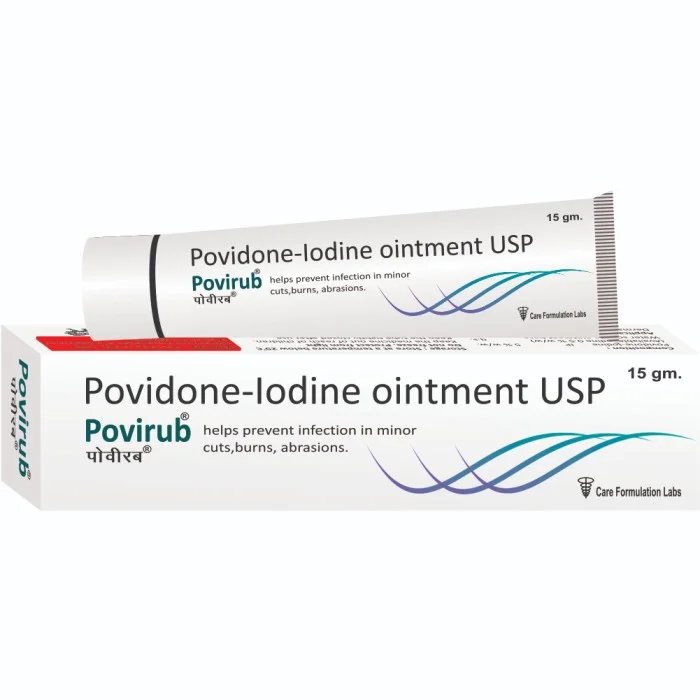 15 gm.
Povidone-Iodine ointment USP
Povirub®
helps prevent infection in minor
cuts,burns, abrasions.
पोवीरब®
Care Formulation Labs
Povidone-Iodine ointment USP
15 gm.
Povirub®
helps prevent infection in minor
cuts,burns, abrasions.
पोवीरब®
Care Formulation Labs
Povirub®
पोवीरब®